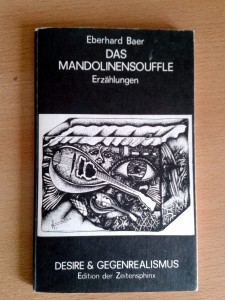 Eberhard Baer
DAS
MANDOLINENSOUFFLE
Erzählungen
DESIRE & GEGENREALISMUS
Edition der Zeitensphinx